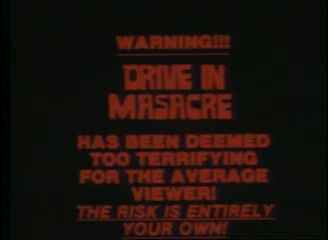 WARNING!!!
DRIVE IN
MASACRE
HAS BEEN DEEMED
TOO TERRIFYING
FOR THE AVERAGE
VIEWER!
THE RISK IS ENTIRELY
YOUR OWN!